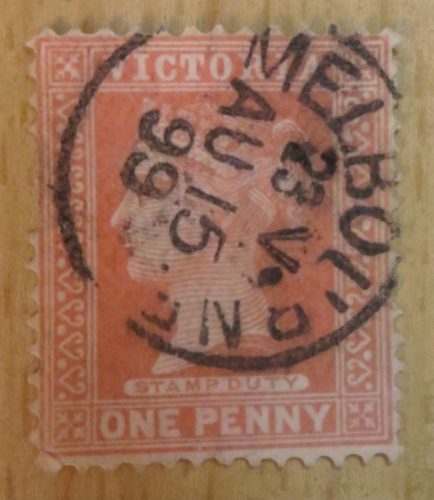 VICTORIA
MELBOURNE
23 V.
AU 15
99
STAMP DUTY
ONE PENNY